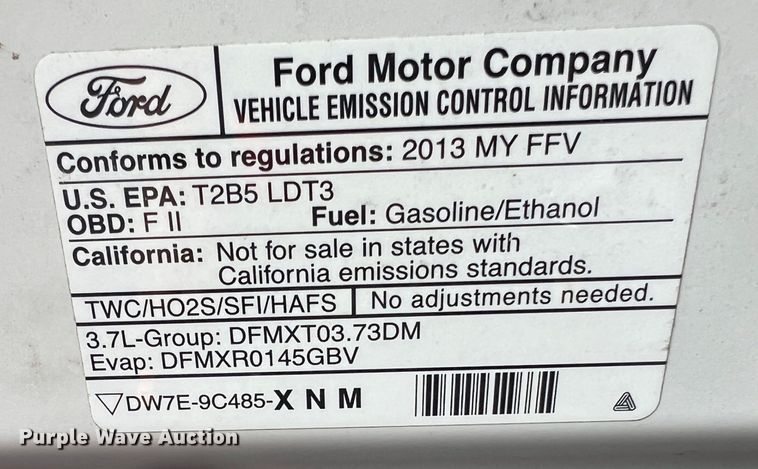 Ford
Ford Motor Company
VEHICLE EMISSION CONTROL INFORMATION
Conforms to regulations: 2013 MY FFV
U.S. EPA: T2B5 LDT3
OBD: F II Fuel: Gasoline/Ethanol
California: Not for sale in states with
California emissions standards.
TWC/HO2S/SFI/HAFS No adjustments needed.
3.7L-Group: DFMXT03.73DM
Evap: DFMXR0145GBV
DW7E-9C485-X N M
Purple Wave Auction